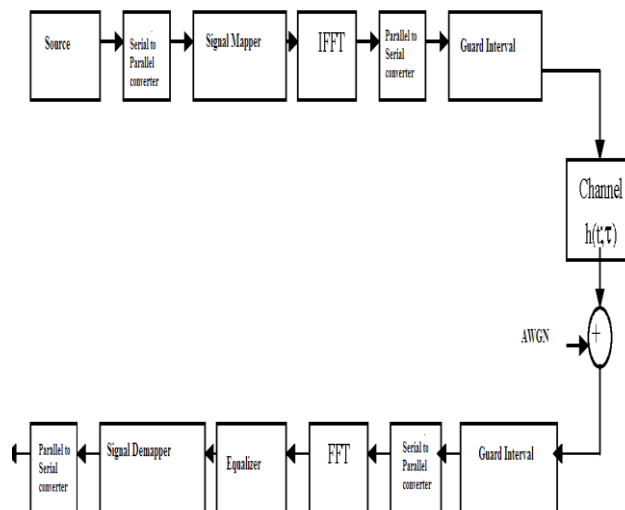 Source
Serial to
Parallel
converter
Signal Mapper
IFFT
Parallel to
Serial
converter
Guard Interval
Channel
h(t;τ)
AWGN
+
Parallel to
Serial
converter
Signal Demapper
Equalizer
FFT
Serial to
Parallel
converter
Guard Interval